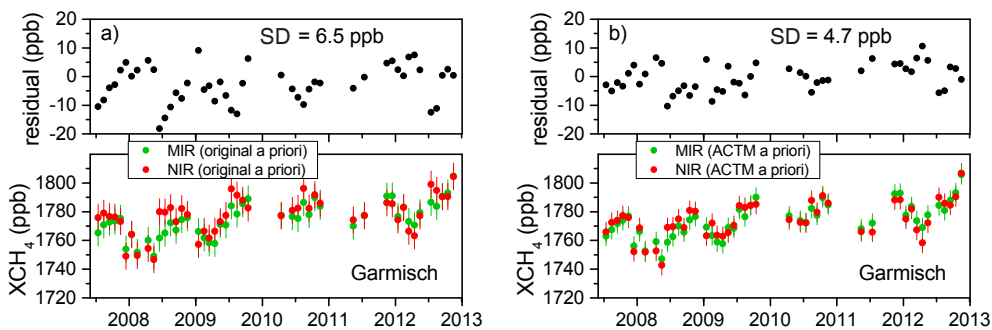 a) SD = 6.5 ppb
residual (ppb)
20
10
0
-10
-20
MIR (original a priori)
NIR (original a priori)
XCH4 (ppb)
1800
1780
1760
1740
1720
Garmisch
2008 2009 2010 2011 2012 2013
b) SD = 4.7 ppb
residual (ppb)
20
10
0
-10
-20
MIR (ACTM a priori)
NIR (ACTM a priori)
XCH4 (ppb)
1800
1780
1760
1740
1720
Garmisch
2008 2009 2010 2011 2012 2013